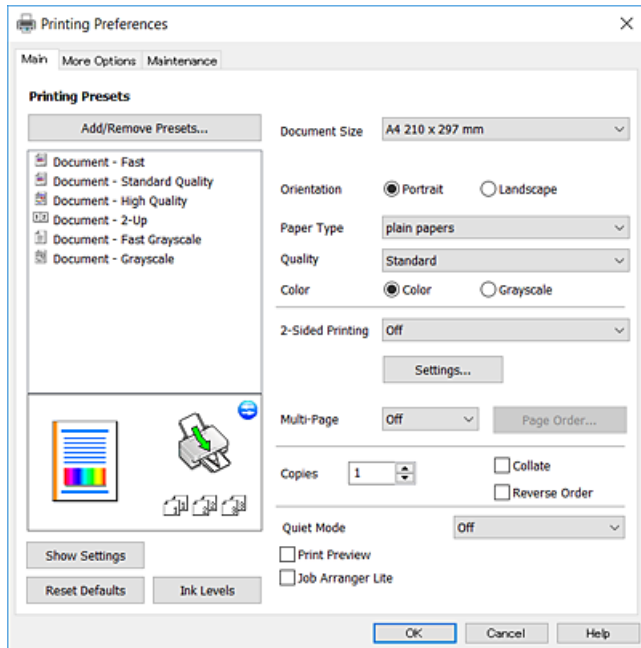 Printing Preferences
Main
More Options
Maintenance
Printing Presets
Add/Remove Presets...
Document - Fast
Document - Standard Quality
Document - High Quality
Document - 2-Up
Document - Fast Grayscale
Document - Grayscale
Show Settings
Reset Defaults
Ink Levels
Document Size
A4 210 x 297 mm
Orientation
Portrait
Landscape
Paper Type
plain papers
Quality
Standard
Color
Color
Grayscale
2-Sided Printing
Off
Settings...
Multi-Page
Off
Page Order...
Copies
1
Collate
Reverse Order
Quiet Mode
Off
Print Preview
Job Arranger Lite
OK
Cancel
Help